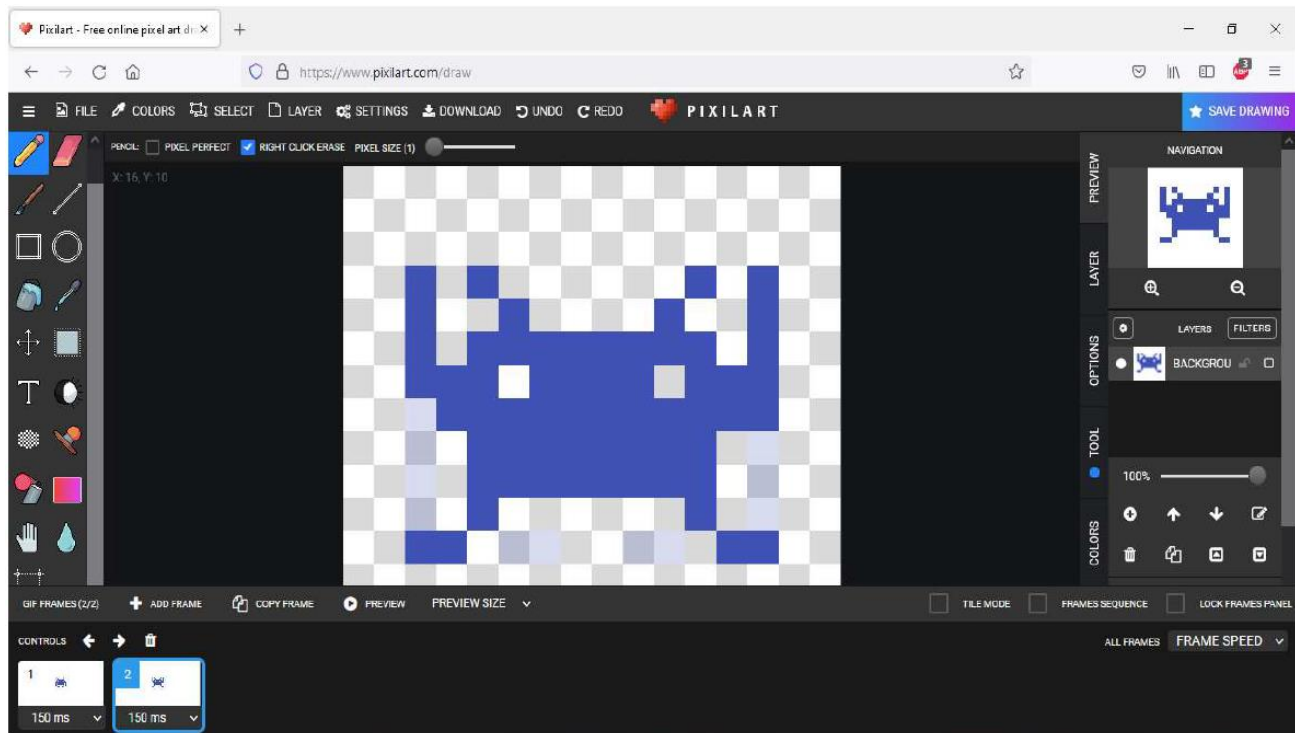 Pixilart - Free online pixel art dr
https://www.pixilart.com/draw
3
ABP
FILE COLORS SELECT LAYER SETTINGS DOWNLOAD UNDO REDO PIXILART SAVE DRAWING
PENCIL: PIXEL PERFECT RIGHT CLICK ERASE PIXEL SIZE (1)
X: 16, Y: 10
PREVIEW
NAVIGATION
LAYER
LAYERS FILTERS
OPTIONS
BACKGROU
TOOL
100%
COLORS
GIF FRAMES (2/2) ADD FRAME COPY FRAME PREVIEW PREVIEW SIZE TILE MODE FRAMES SEQUENCE LOCK FRAMES PANEL
CONTROLS ALL FRAMES FRAME SPEED
1 2
150 ms 150 ms